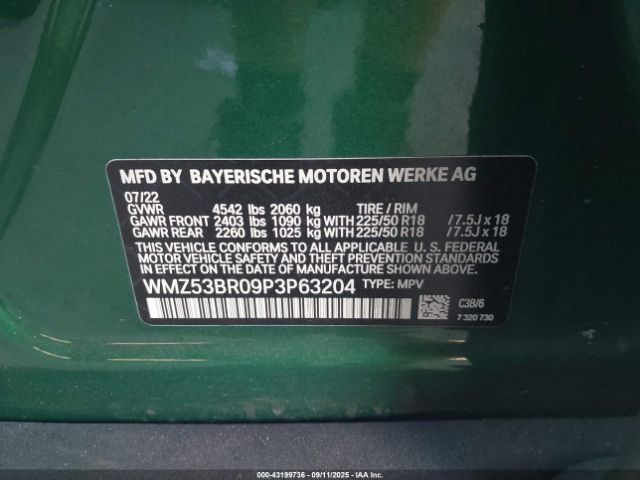 MFD BY BAYERISCHE MOTOREN WERKE AG
07/22
GVWR 4542 lbs 2060 kg TIRE / RIM
GAWR FRONT 2403 lbs 1090 kg WITH 225/50 R18 /7.5J x 18
GAWR REAR 2260 lbs 1025 kg WITH 225/50 R18 /7.5J x 18
THIS VEHICLE CONFORMS TO ALL APPLICABLE U. S. FEDERAL
MOTOR VEHICLE SAFETY, BUMPER, AND THEFT PREVENTION
STANDARDS IN EFFECT ON THE DATE OF MANUFACTURE SHOWN ABOVE.
WMZ53BR09P3P63204 TYPE: MPV
C38/6
7 320 730
000-43199736 - 09/11/2025 - IAAI.COM